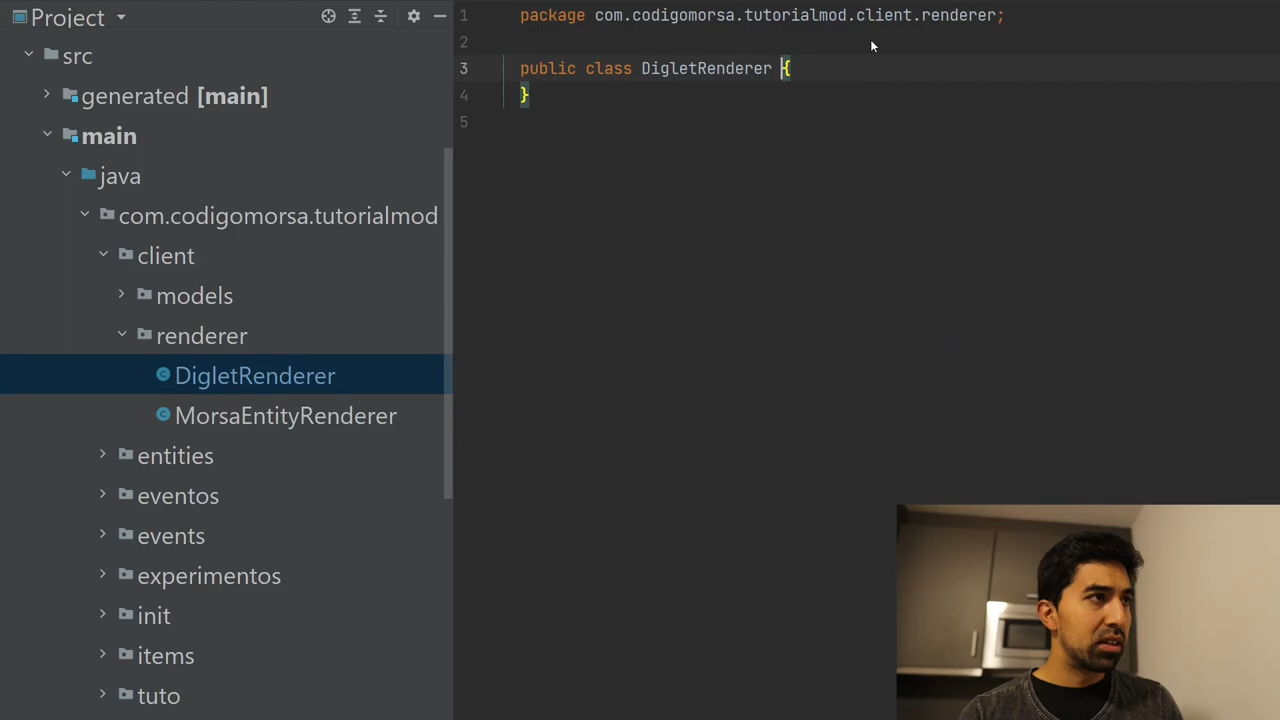 Project
src
generated [main]
main
java
com.codigomorsa.tutorialmod
client
models
renderer
DigletRenderer
MorsaEntityRenderer
entities
eventos
events
experimentos
init
items
tuto
1 package com.codigomorsa.tutorialmod.client.renderer;
2
3 public class DigletRenderer {
4 }
5